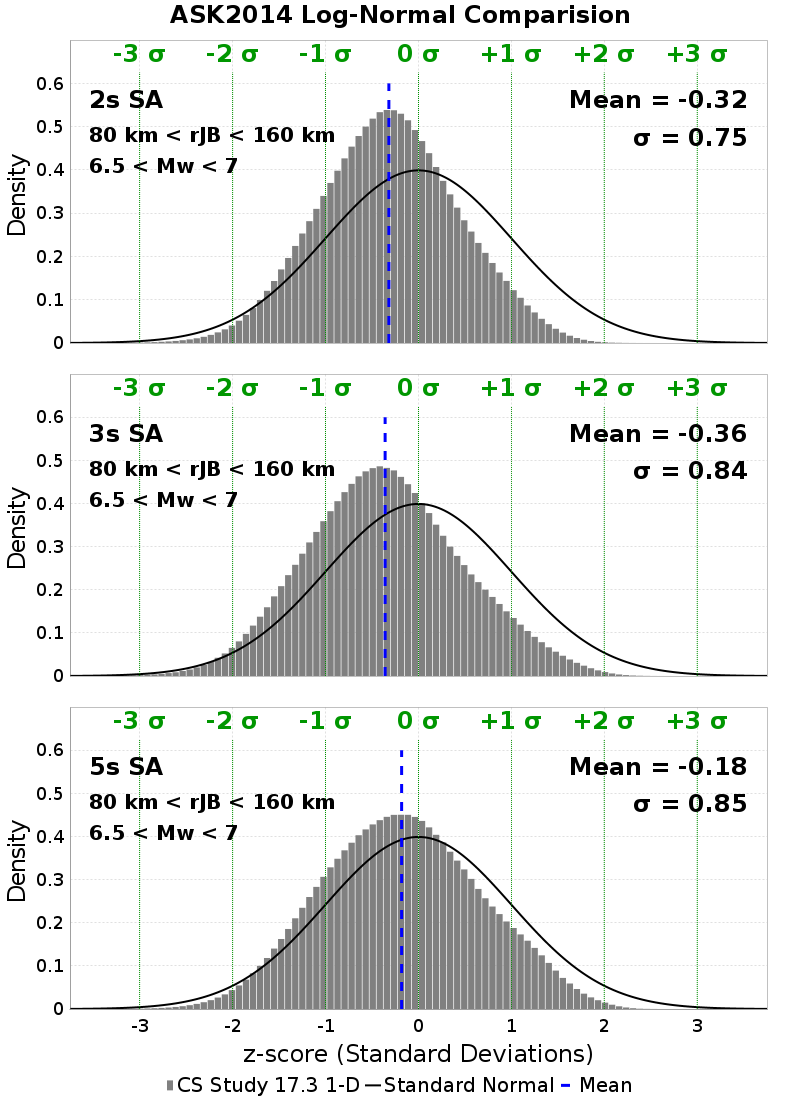 ASK2014 Log-Normal Comparision
-3 σ -2 σ -1 σ 0 σ +1 σ +2 σ +3 σ
0.6
2s SA Mean = -0.32
0.5
80 km < rJB < 160 km σ = 0.75
6.5 < Mw < 7
0.4
0.3
0.2
0.1
0
Density
-3 σ -2 σ -1 σ 0 σ +1 σ +2 σ +3 σ
0.6
3s SA Mean = -0.36
0.5
80 km < rJB < 160 km σ = 0.84
6.5 < Mw < 7
0.4
0.3
0.2
0.1
0
Density
-3 σ -2 σ -1 σ 0 σ +1 σ +2 σ +3 σ
0.6
5s SA Mean = -0.18
0.5
80 km < rJB < 160 km σ = 0.85
6.5 < Mw < 7
0.4
0.3
0.2
0.1
0
Density
-3 -2 -1 0 1 2 3
z-score (Standard Deviations)
CS Study 17.3 1-D Standard Normal Mean